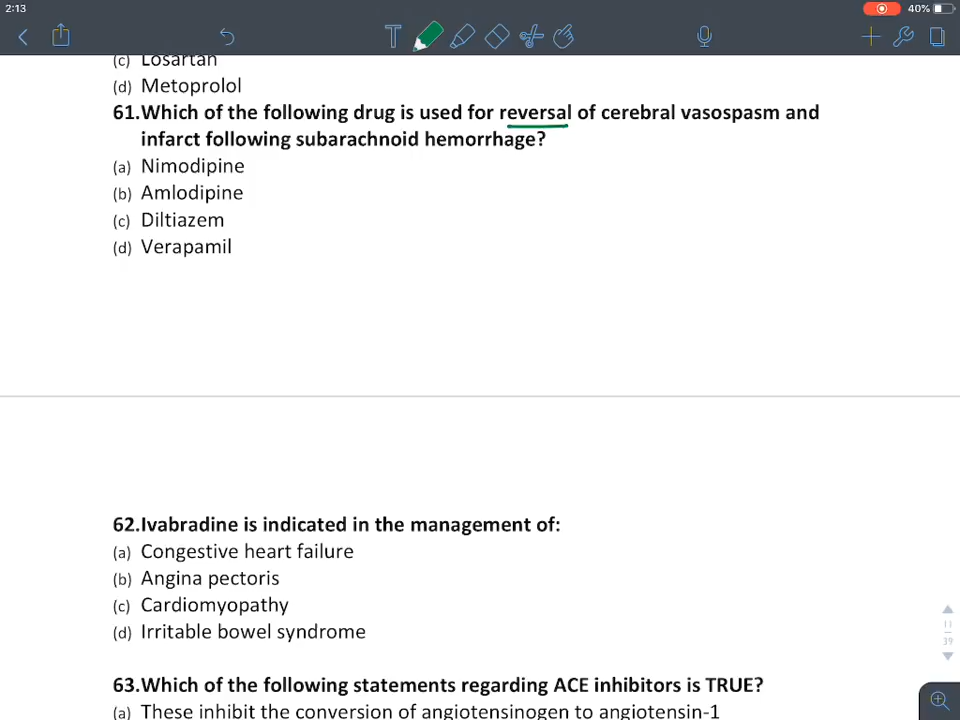 2:13
40%
T
(c) Losartan
(d) Metoprolol
61.Which of the following drug is used for reversal of cerebral vasospasm and
infarct following subarachnoid hemorrhage?
(a) Nimodipine
(b) Amlodipine
(c) Diltiazem
(d) Verapamil
62.Ivabradine is indicated in the management of:
(a) Congestive heart failure
(b) Angina pectoris
(c) Cardiomyopathy
(d) Irritable bowel syndrome
11
39
63.Which of the following statements regarding ACE inhibitors is TRUE?
(a) These inhibit the conversion of angiotensinogen to angiotensin-1